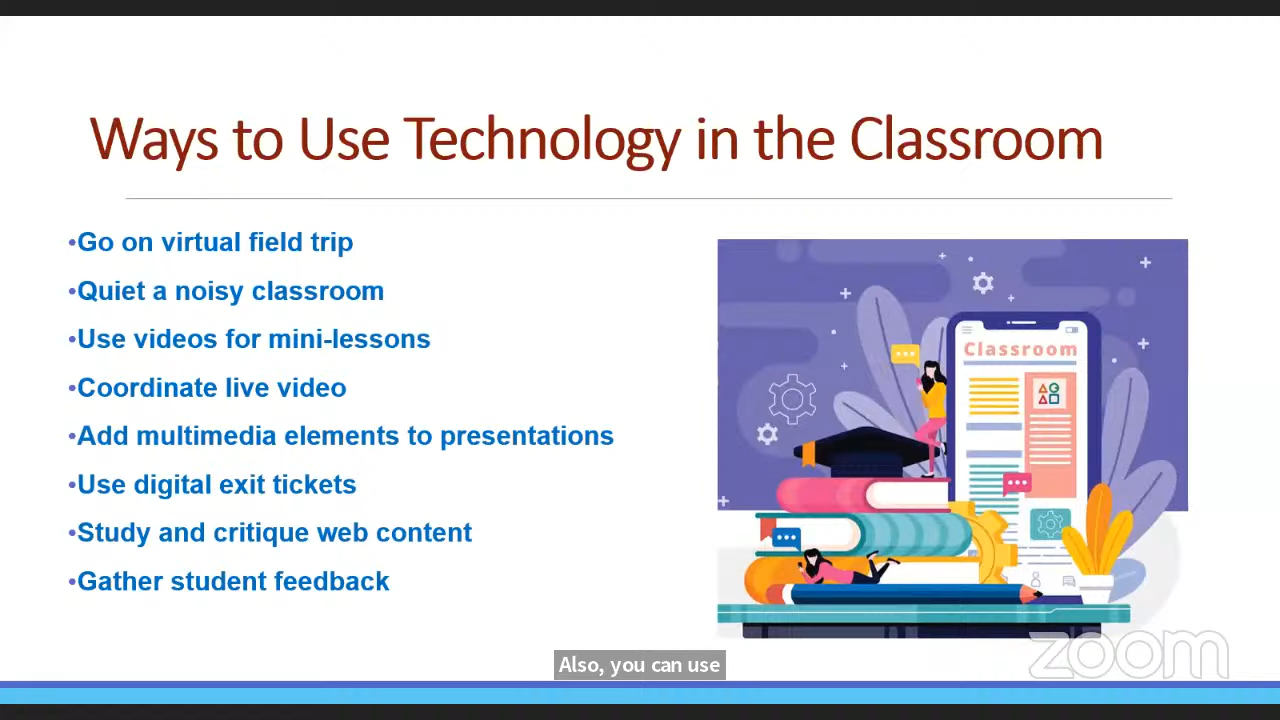 Ways to Use Technology in the Classroom
•Go on virtual field trip
•Quiet a noisy classroom
•Use videos for mini-lessons
•Coordinate live video
•Add multimedia elements to presentations
•Use digital exit tickets
•Study and critique web content
•Gather student feedback
Classroom
Also, you can use
zoom